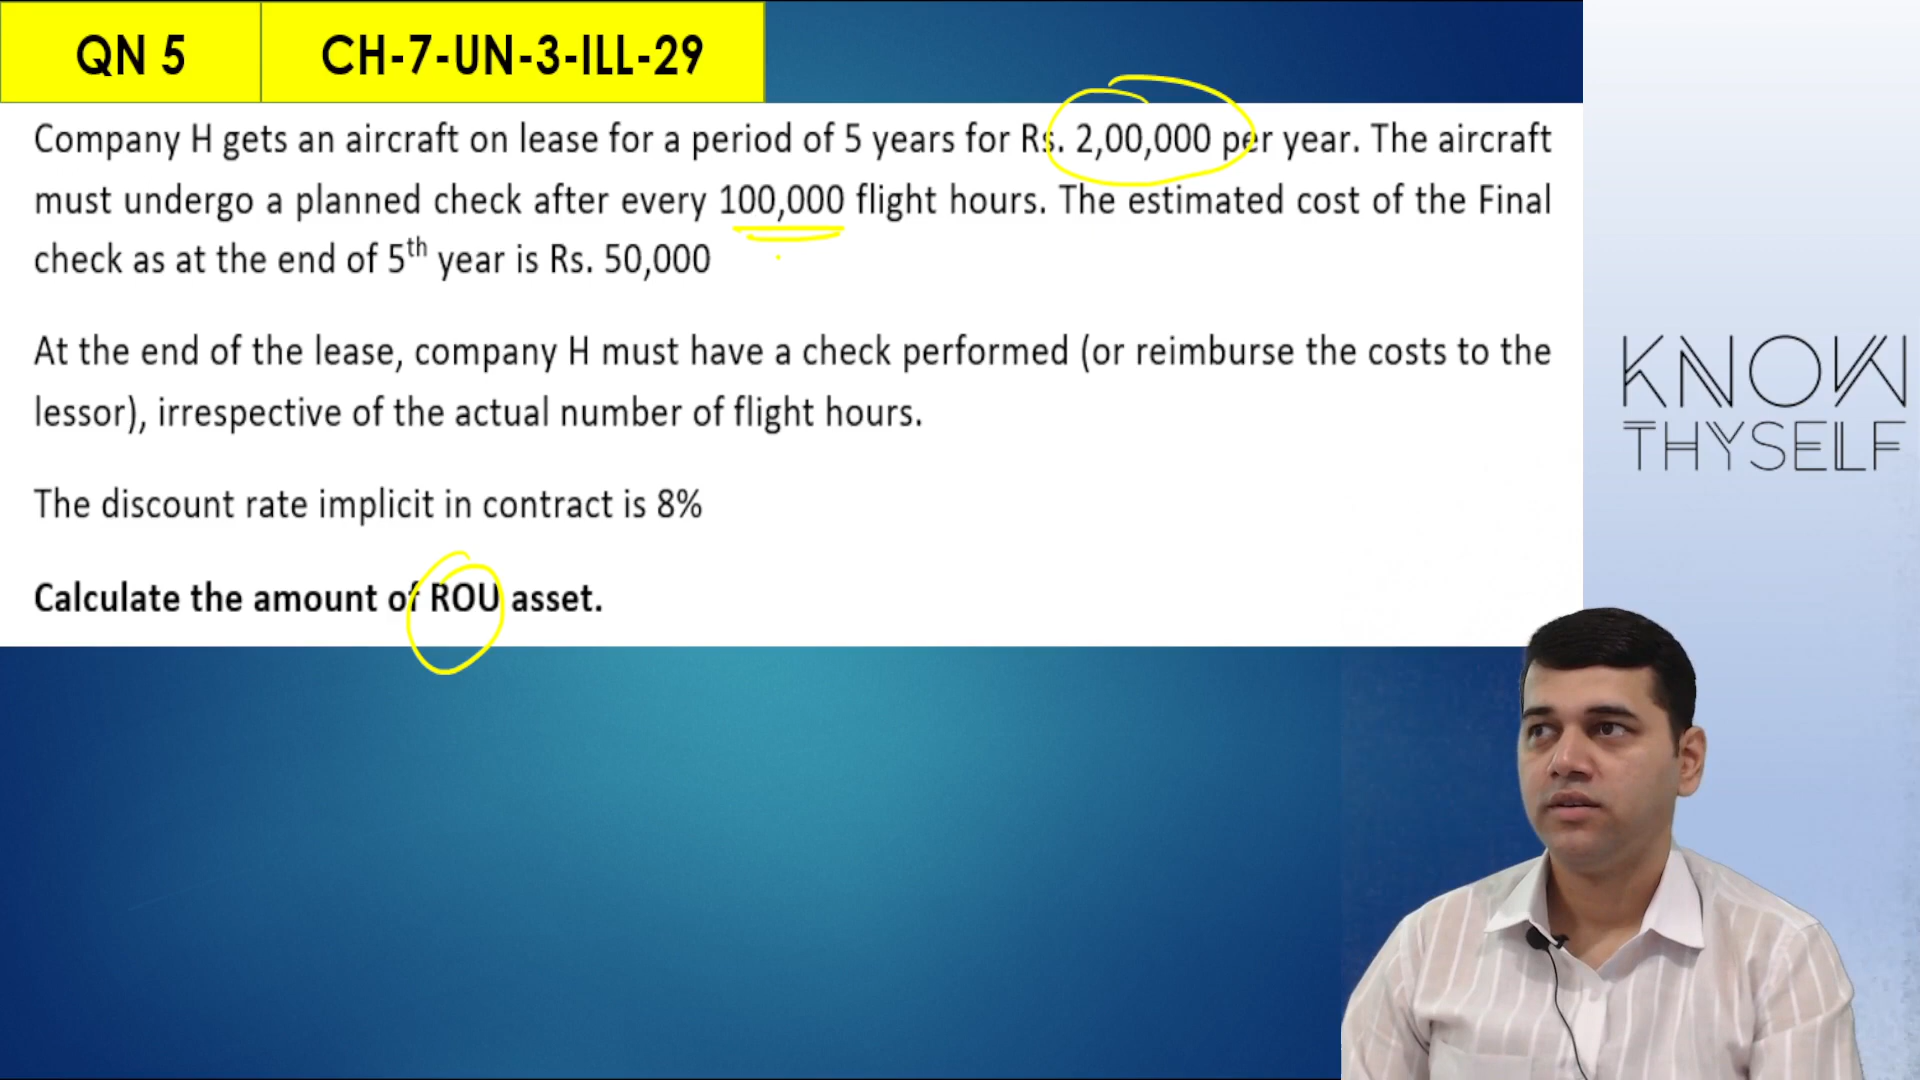 QN 5
CH-7-UN-3-ILL-29
Company H gets an aircraft on lease for a period of 5 years for Rs. 2,00,000 per year. The aircraft
must undergo a planned check after every 100,000 flight hours. The estimated cost of the Final
check as at the end of 5th year is Rs. 50,000
At the end of the lease, company H must have a check performed (or reimburse the costs to the
lessor), irrespective of the actual number of flight hours.
The discount rate implicit in contract is 8%
Calculate the amount of ROU asset.
KNOW
THYSELF